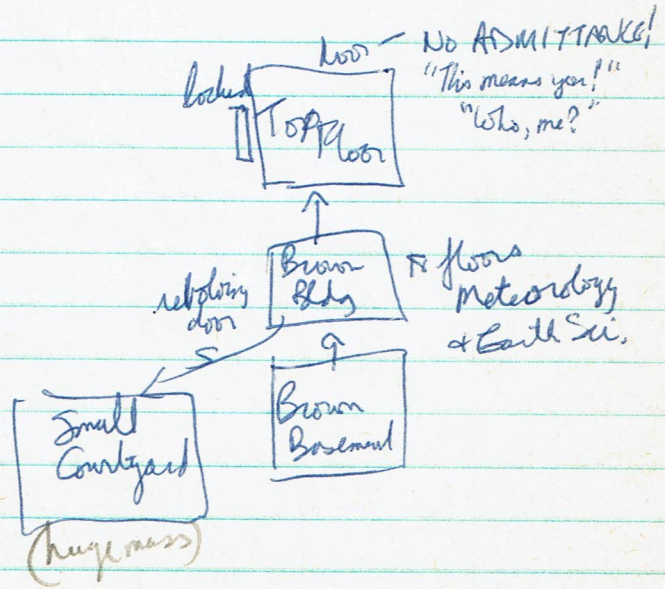 door – NO ADMITTANCE!
"This means you!"
"Who, me?"
locked
Top Floor
Brown
Bldg
floors
Meteorology
+ Earth Sci.
revolving
door
Brown
Basement
Small
Courtyard
(huge mass)